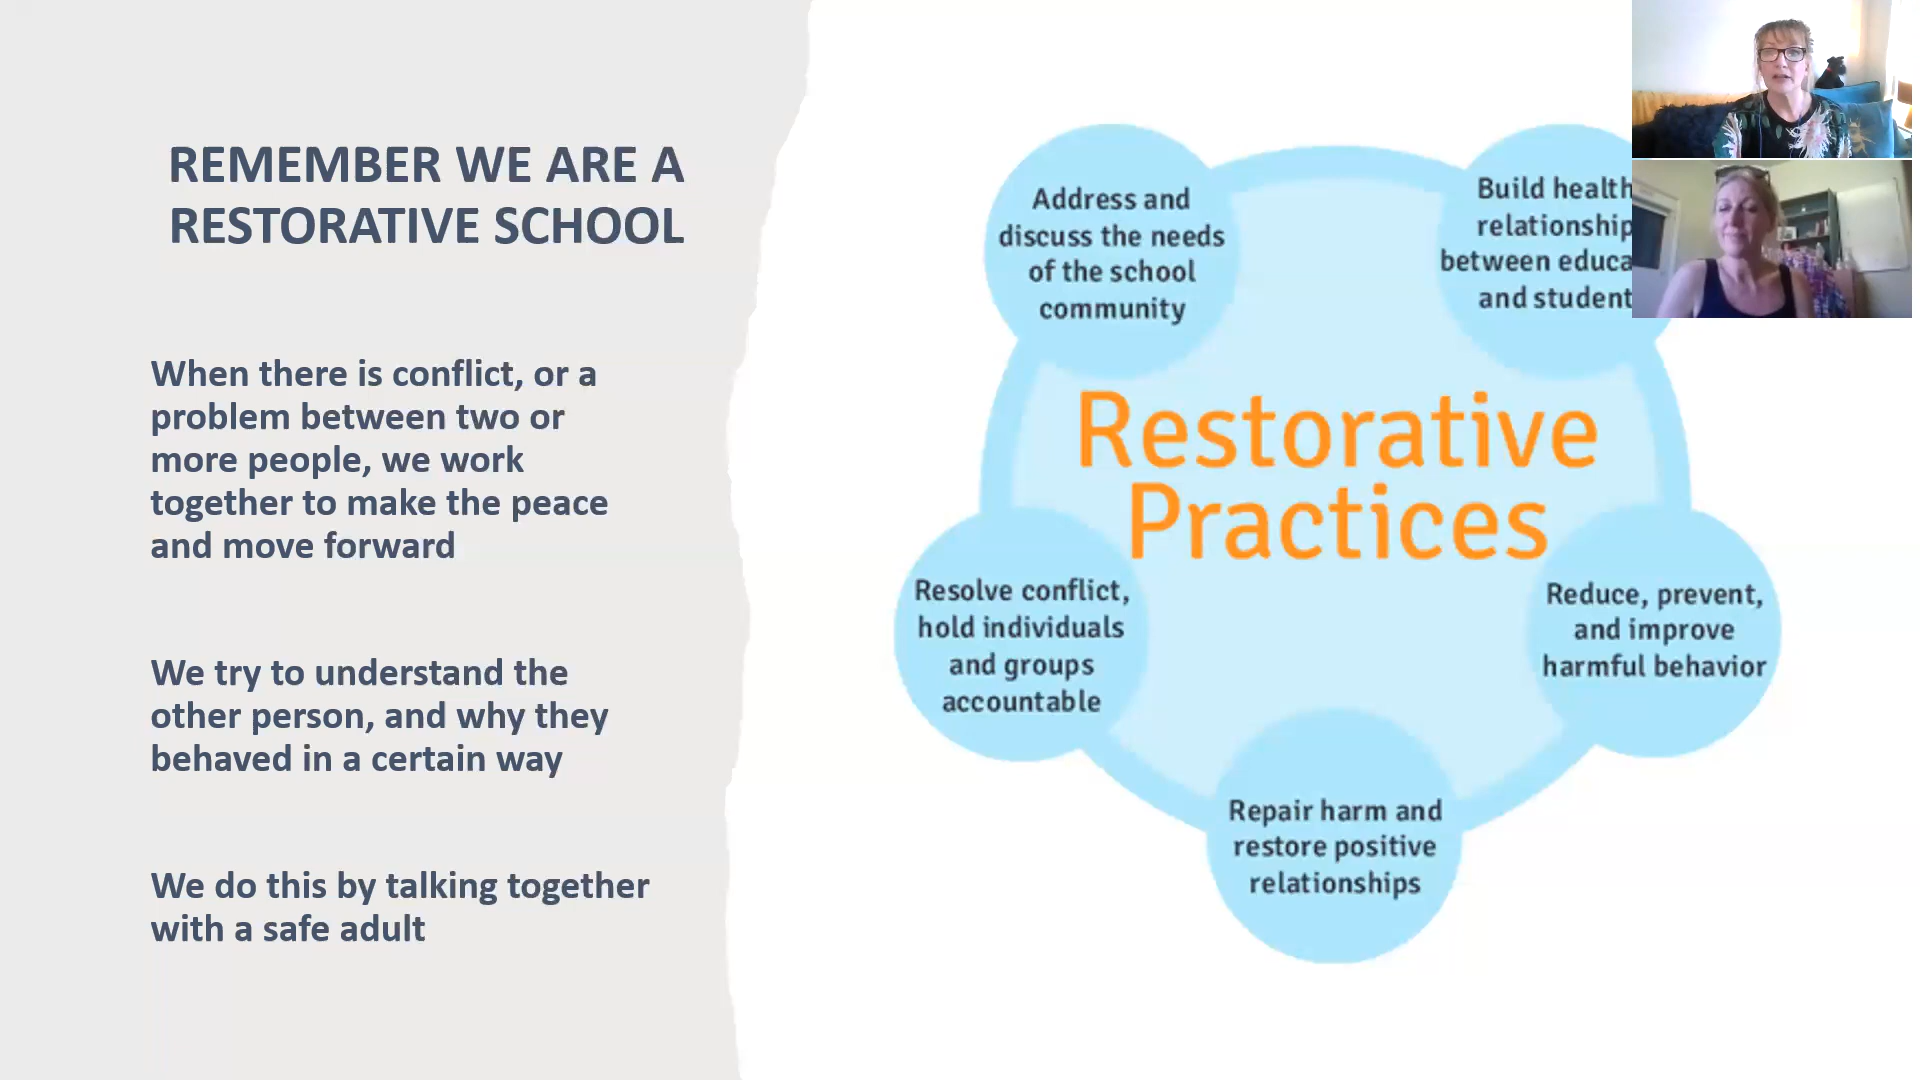 REMEMBER WE ARE A
RESTORATIVE SCHOOL
When there is conflict, or a
problem between two or
more people, we work
together to make the peace
and move forward
We try to understand the
other person, and why they
behaved in a certain way
We do this by talking together
with a safe adult
Address and
discuss the needs
of the school
community
Build
between
and
Restorative
Practices
Resolve conflict,
hold individuals
and groups
accountable
Reduce, prevent,
and improve
harmful behavior
Repair harm and
restore positive
relationships